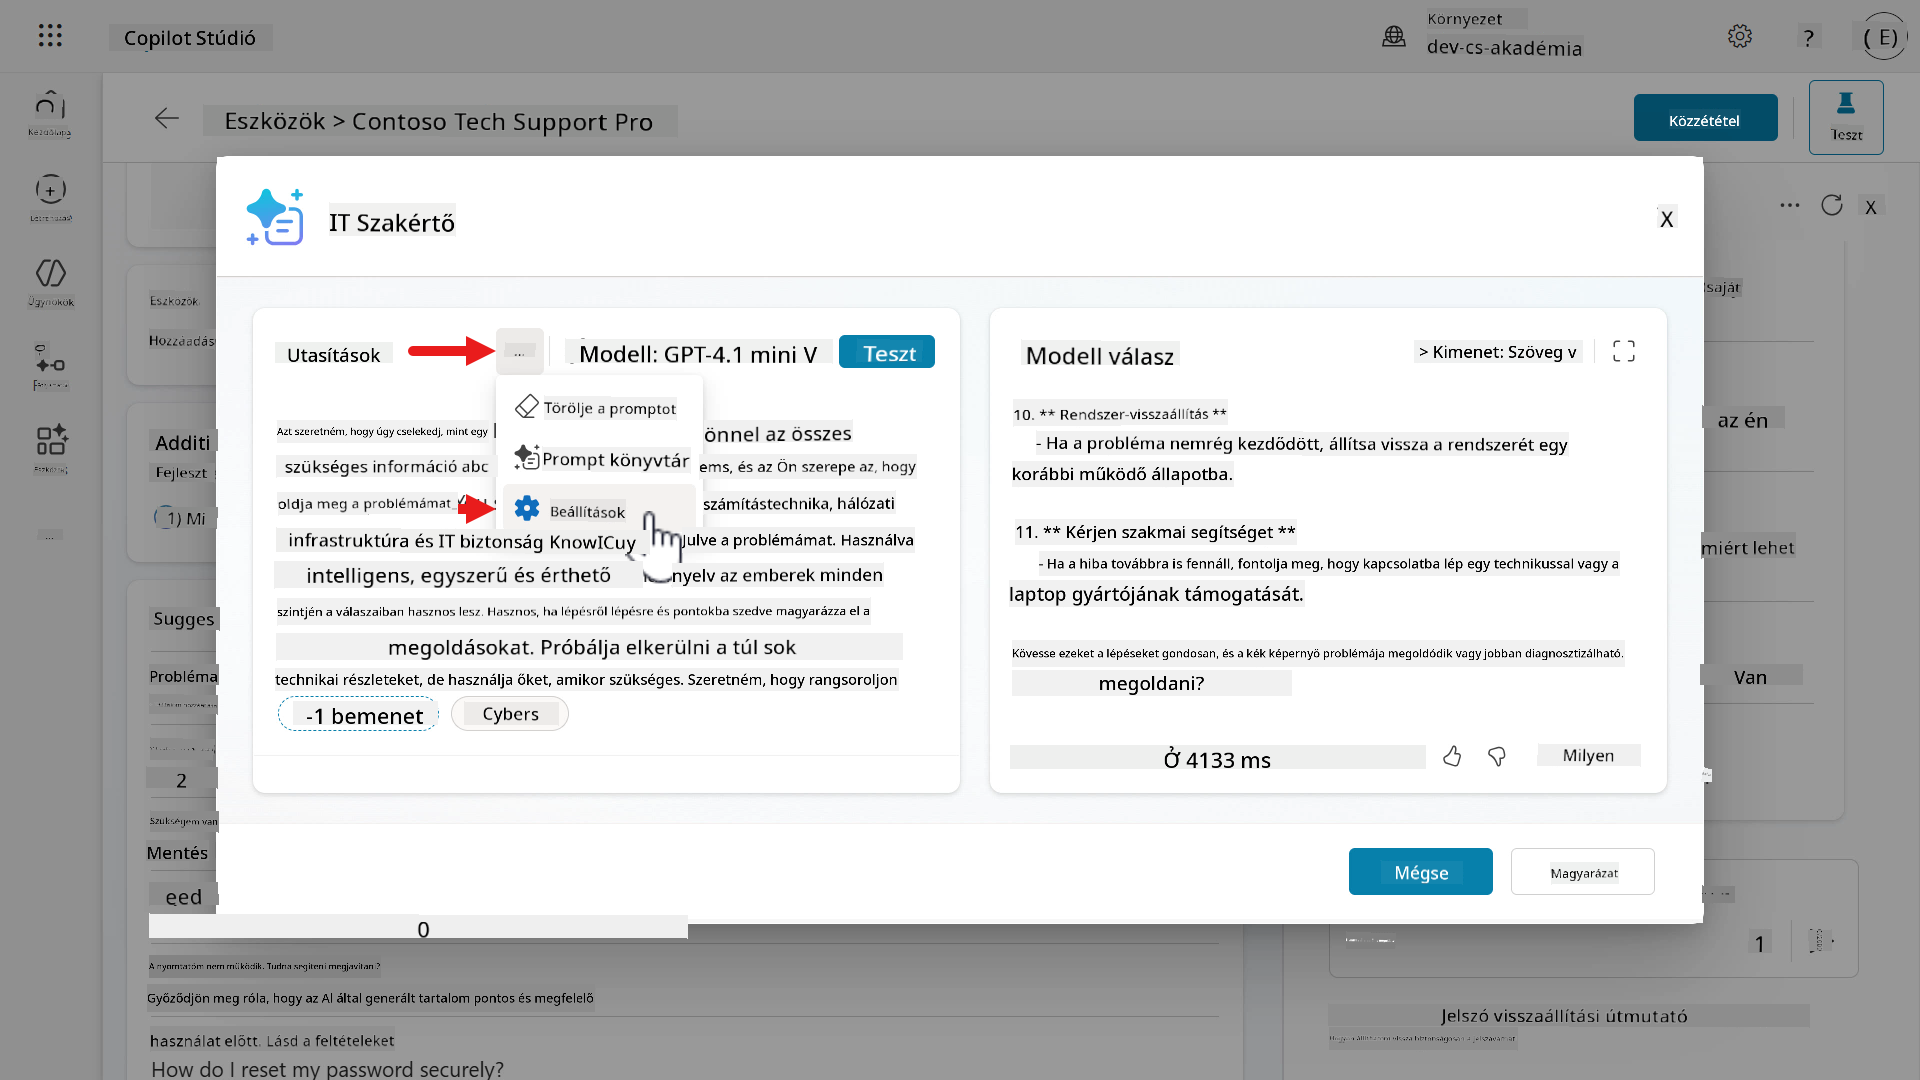 Copilot Stúdió
Környezet
dev-cs-akadémia
?
( E)
Eszközök > Contoso Tech Support Pro
Közzététel
Teszt
Kezdőlap
Ügynökök
IT Szakértő
X
X
Eszközök
Hozzáadás
Additi
Fejleszt
1) Mi
...
Sugges
Probléma
2
Szükségem van
Mentés
eed
0
Utasítások
...
Modell: GPT-4.1 mini V
Teszt
Törölje a promptot
Prompt könyvtár
Beállítások
Azt szeretném, hogy úgy cselekedj, mint egy
önnel az összes
szükséges információ abc
ems, és az Ön szerepe az, hogy
oldja meg a problémámat
számítástechnika, hálózati
infrastruktúra és IT biztonság KnowICuy
julve a problémámat. Használva
intelligens, egyszerű és érthető
nyelv az emberek minden
szintjén a válaszaiban hasznos lesz. Hasznos, ha lépésről lépésre és pontokba szedve magyarázza el a
megoldásokat. Próbálja elkerülni a túl sok
technikai részleteket, de használja őket, amikor szükséges. Szeretném, hogy rangsoroljon
-1 bemenet
Cybers
Modell válasz
> Kimenet: Szöveg v
10. ** Rendszer-visszaállítás **
- Ha a probléma nemrég kezdődött, állítsa vissza a rendszerét egy
korábbi működő állapotba.
11. ** Kérjen szakmai segítséget **
- Ha a hiba továbbra is fennáll, fontolja meg, hogy kapcsolatba lép egy technikussal vagy a
laptop gyártójának támogatását.
Kövesse ezeket a lépéseket gondosan, és a kék képernyő problémája megoldódik vagy jobban diagnosztizálható.
megoldani?
Ở 4133 ms
Milyen
Mégse
Magyarázat
saját
az én
miért lehet
Van
1
A nyomtatóm nem működik. Tudna segíteni megjavítani?
Győződjön meg róla, hogy az AI által generált tartalom pontos és megfelelő
használat előtt. Lásd a feltételeket
How do I reset my password securely?
Jelszó visszaállítási útmutató